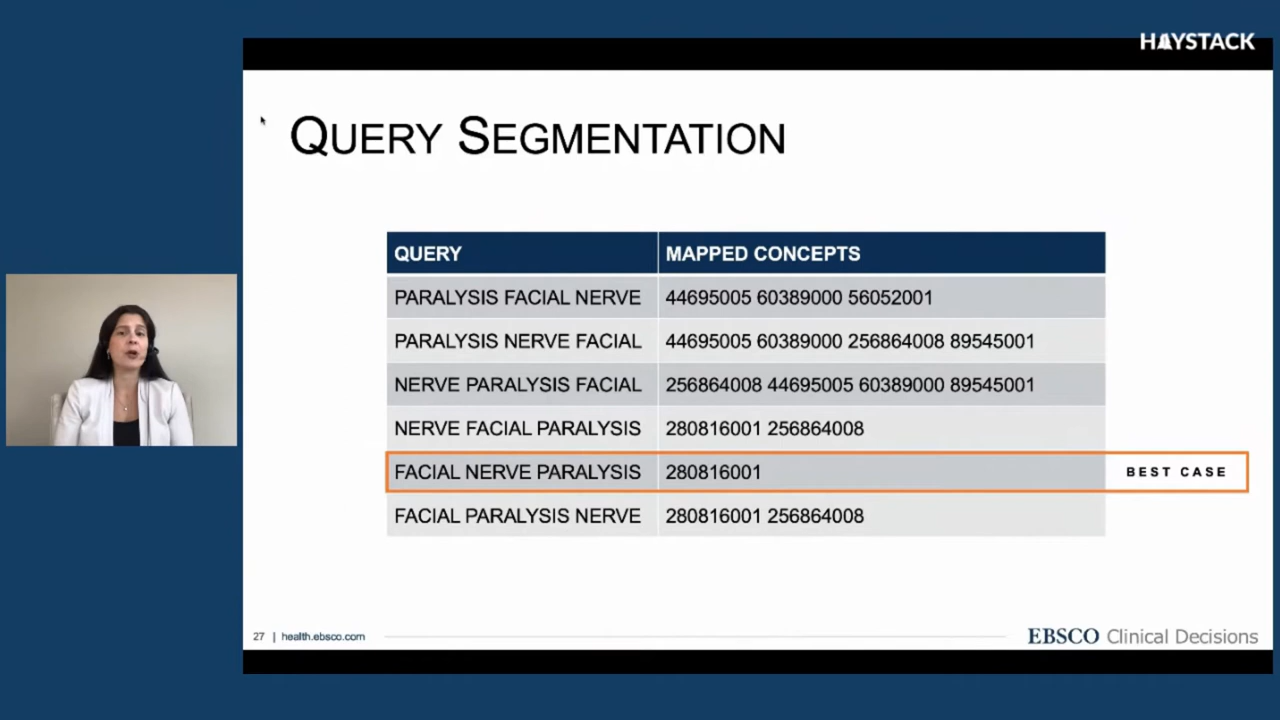 HAYSTACK
QUERY SEGMENTATION
QUERY MAPPED CONCEPTS
PARALYSIS FACIAL NERVE 44695005 60389000 56052001
PARALYSIS NERVE FACIAL 44695005 60389000 256864008 89545001
NERVE PARALYSIS FACIAL 256864008 44695005 60389000 89545001
NERVE FACIAL PARALYSIS 280816001 256864008
FACIAL NERVE PARALYSIS 280816001 BEST CASE
FACIAL PARALYSIS NERVE 280816001 256864008
27 | health.ebsco.com EBSCO Clinical Decisions